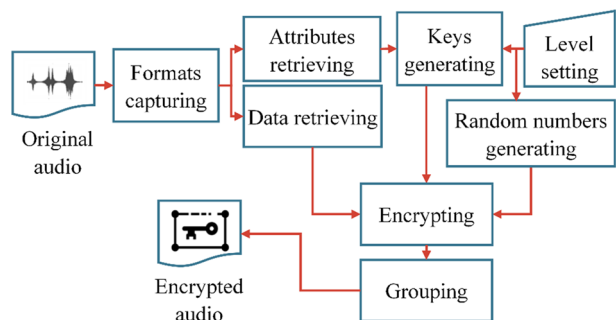 Original
audio
Formats
capturing
Attributes
retrieving
Data retrieving
Keys
generating
Level
setting
Random numbers
generating
Encrypting
Grouping
Encrypted
audio